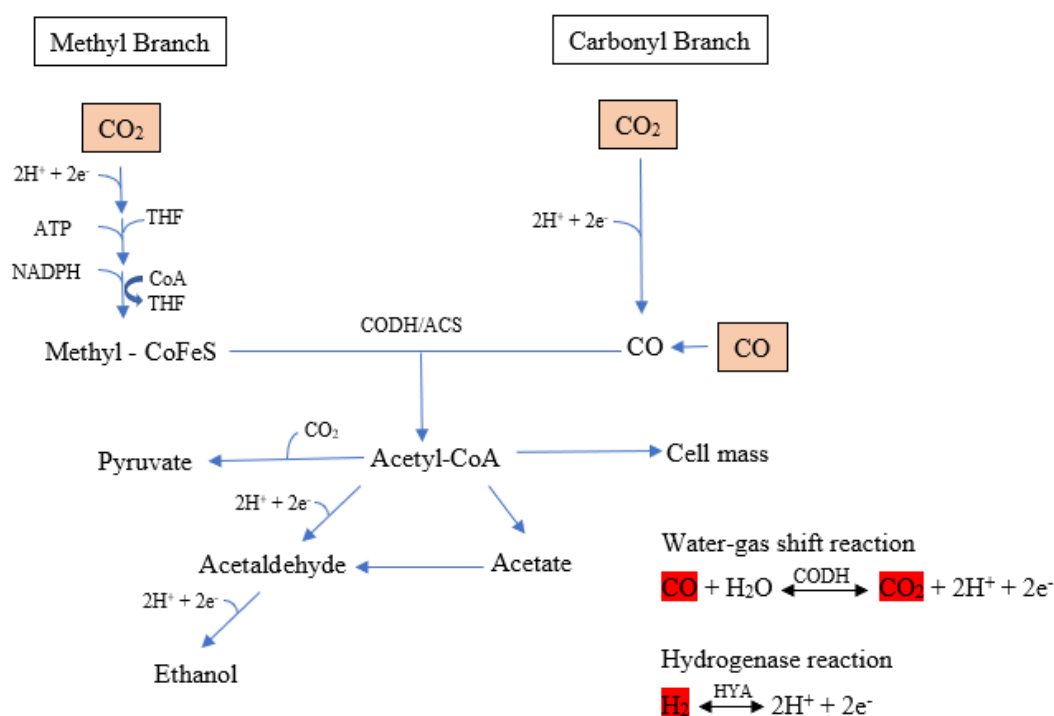 Methyl Branch
Carbonyl Branch
CO₂
CO₂
2H⁺ + 2e⁻
THF
ATP
2H⁺ + 2e⁻
NADPH
CoA
THF
CODH/ACS
Methyl - CoFeS
CO
CO
CO₂
Pyruvate
Acetyl-CoA
Cell mass
2H⁺ + 2e⁻
Acetaldehyde
Acetate
2H⁺ + 2e⁻
Ethanol
Water-gas shift reaction
CO + H₂O CODH CO₂ + 2H⁺ + 2e⁻
Hydrogenase reaction
H₂ HYA 2H⁺ + 2e⁻